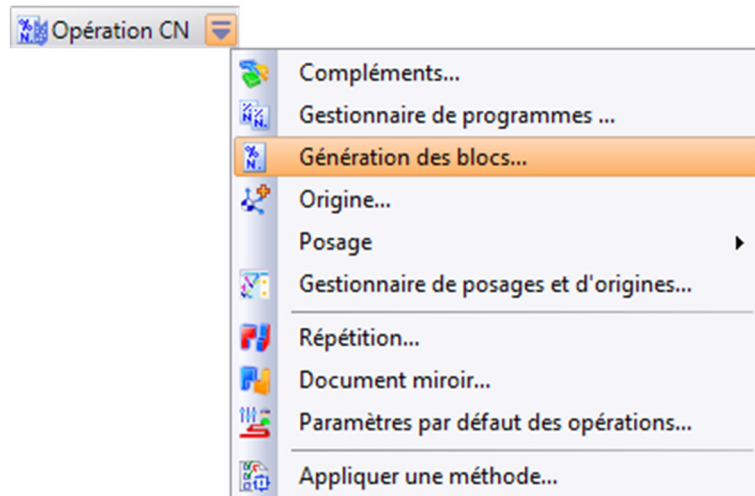 Opération CN
Compléments...
Gestionnaire de programmes ...
Génération des blocs...
Origine...
Posage
Gestionnaire de posages et d'origines...
Répétition...
Document miroir...
Paramètres par défaut des opérations...
Appliquer une méthode...